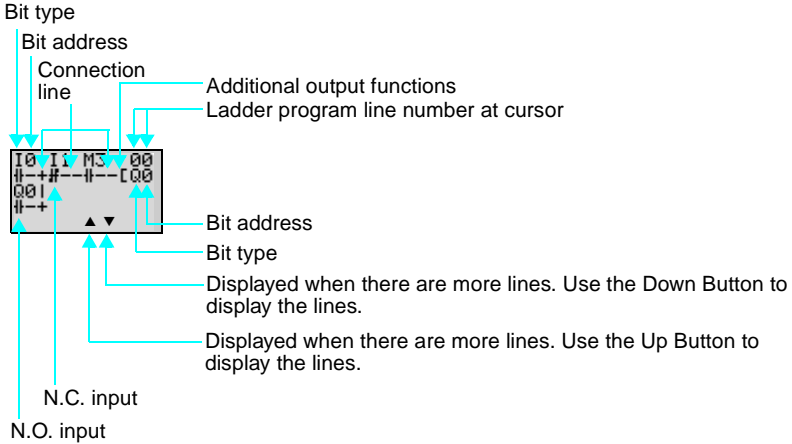 Bit type
Bit address
Connection
line
Additional output functions
Ladder program line number at cursor
I0 I1 M3 00
[Q0
Q0
Bit address
Bit type
Displayed when there are more lines. Use the Down Button to
display the lines.
Displayed when there are more lines. Use the Up Button to
display the lines.
N.C. input
N.O. input